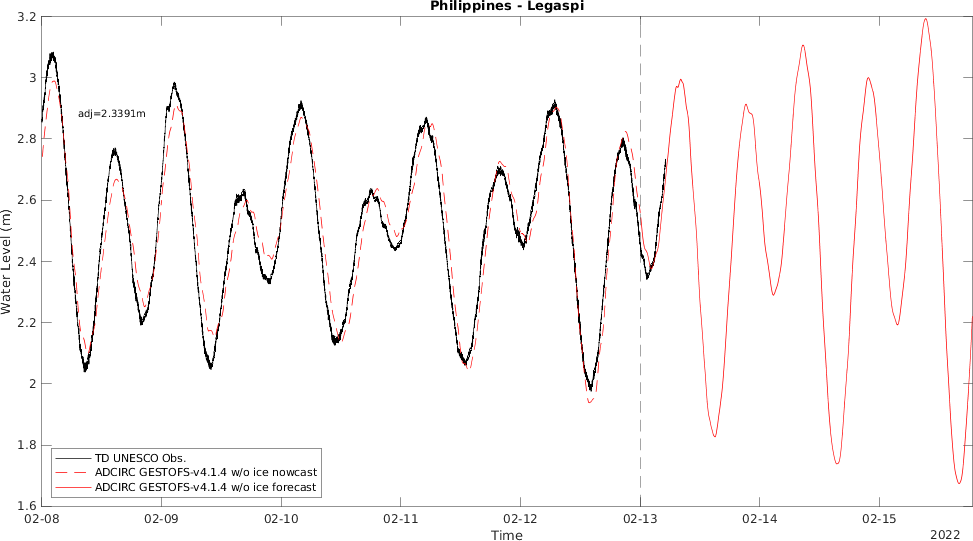 Philippines - Legaspi
3.2
3
2.8
2.6
2.4
2.2
2
1.8
1.6
Water Level (m)
adj=2.3391m
TD UNESCO Obs.
ADCIRC GESTOFS-v4.1.4 w/o ice nowcast
ADCIRC GESTOFS-v4.1.4 w/o ice forecast
02-08 02-09 02-10 02-11 02-12 02-13 02-14 02-15
Time
2022